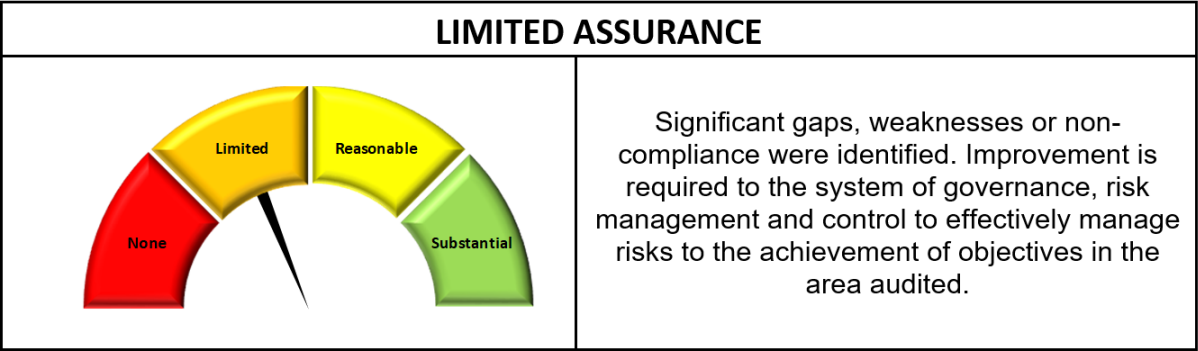 LIMITED ASSURANCE
Limited
Reasonable
None
Substantial
Significant gaps, weaknesses or non-
compliance were identified. Improvement is
required to the system of governance, risk
management and control to effectively manage
risks to the achievement of objectives in the
area audited.